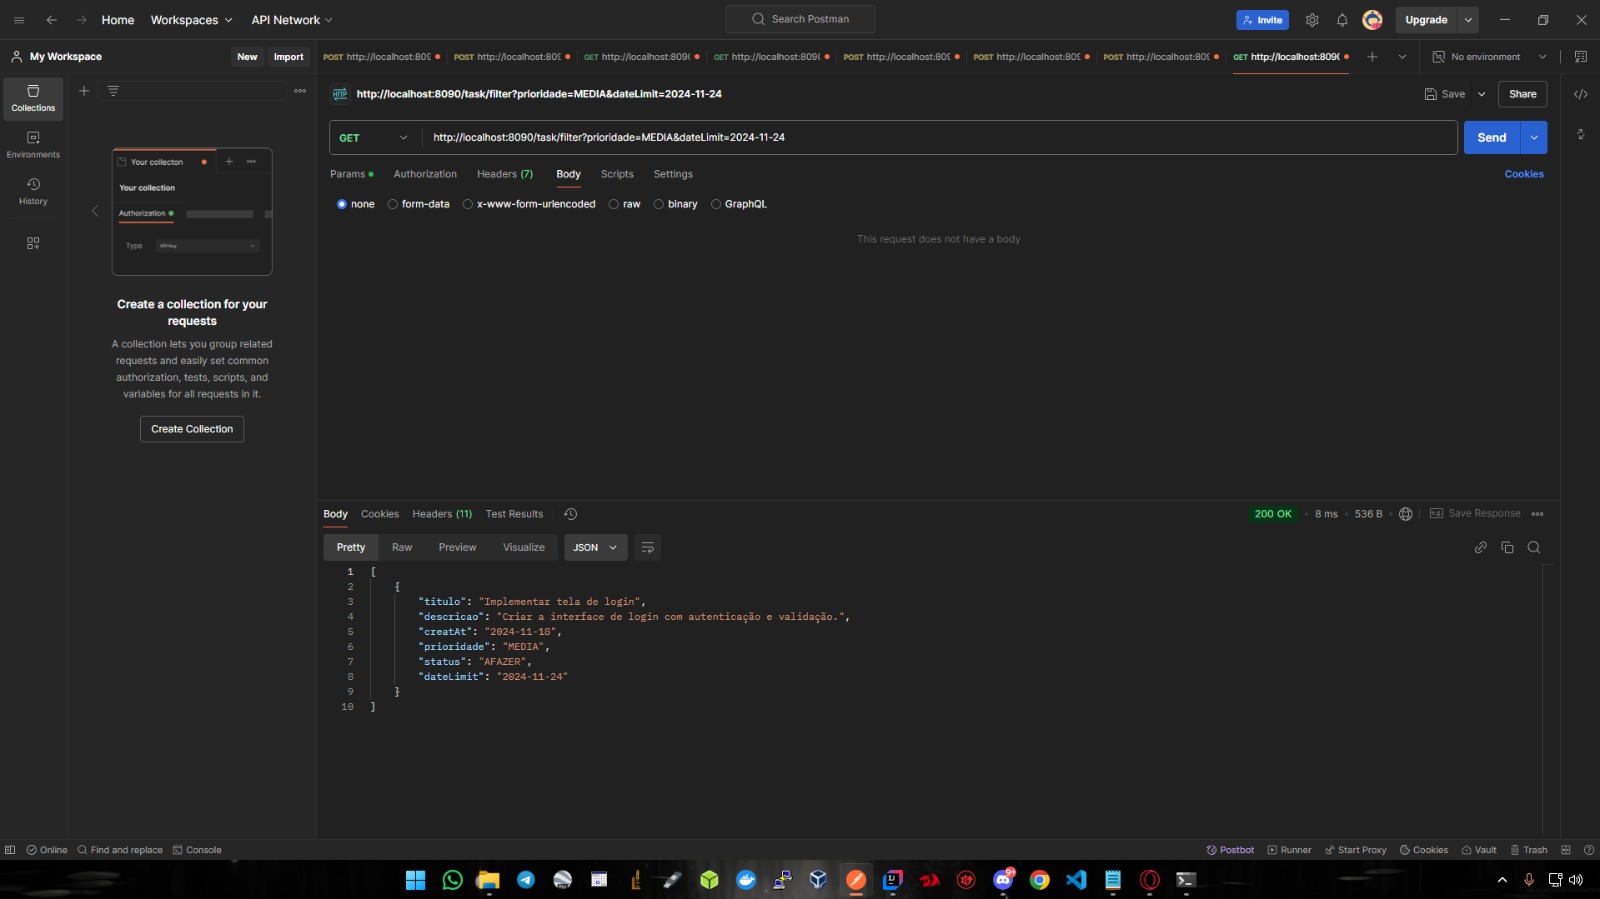 Home Workspaces API Network Search Postman Invite Upgrade
My Workspace New Import POST http://localhost:809 POST http://localhost:809 GET http://localhost:809 GET http://localhost:809 POST http://localhost:809 POST http://localhost:809 POST http://localhost:809 GET http://localhost:809 No environment
Collections
Environments
History
Your collecton
Your collection
Authorization
Type API Key
Create a collection for your
requests
A collection lets you group related
requests and easily set common
authorization, tests, scripts, and
variables for all requests in it.
Create Collection
HTTP http://localhost:8090/task/filter?prioridade=MEDIA&dateLimit=2024-11-24 Save Share
GET http://localhost:8090/task/filter?prioridade=MEDIA&dateLimit=2024-11-24 Send
Params Authorization Headers (7) Body Scripts Settings Cookies
none form-data x-www-form-urlencoded raw binary GraphQL
This request does not have a body
Body Cookies Headers (11) Test Results 200 OK 8 ms 536 B Save Response
Pretty Raw Preview Visualize JSON
1 [
2 {
3 "titulo": "Implementar tela de login",
4 "descricao": "Criar a interface de login com autenticação e validação.",
5 "creatAt": "2024-11-18",
6 "prioridade": "MEDIA",
7 "status": "AFAZER",
8 "dateLimit": "2024-11-24"
9 }
10 ]
Online Find and replace Console Postbot Runner Start Proxy Cookies Vault Trash